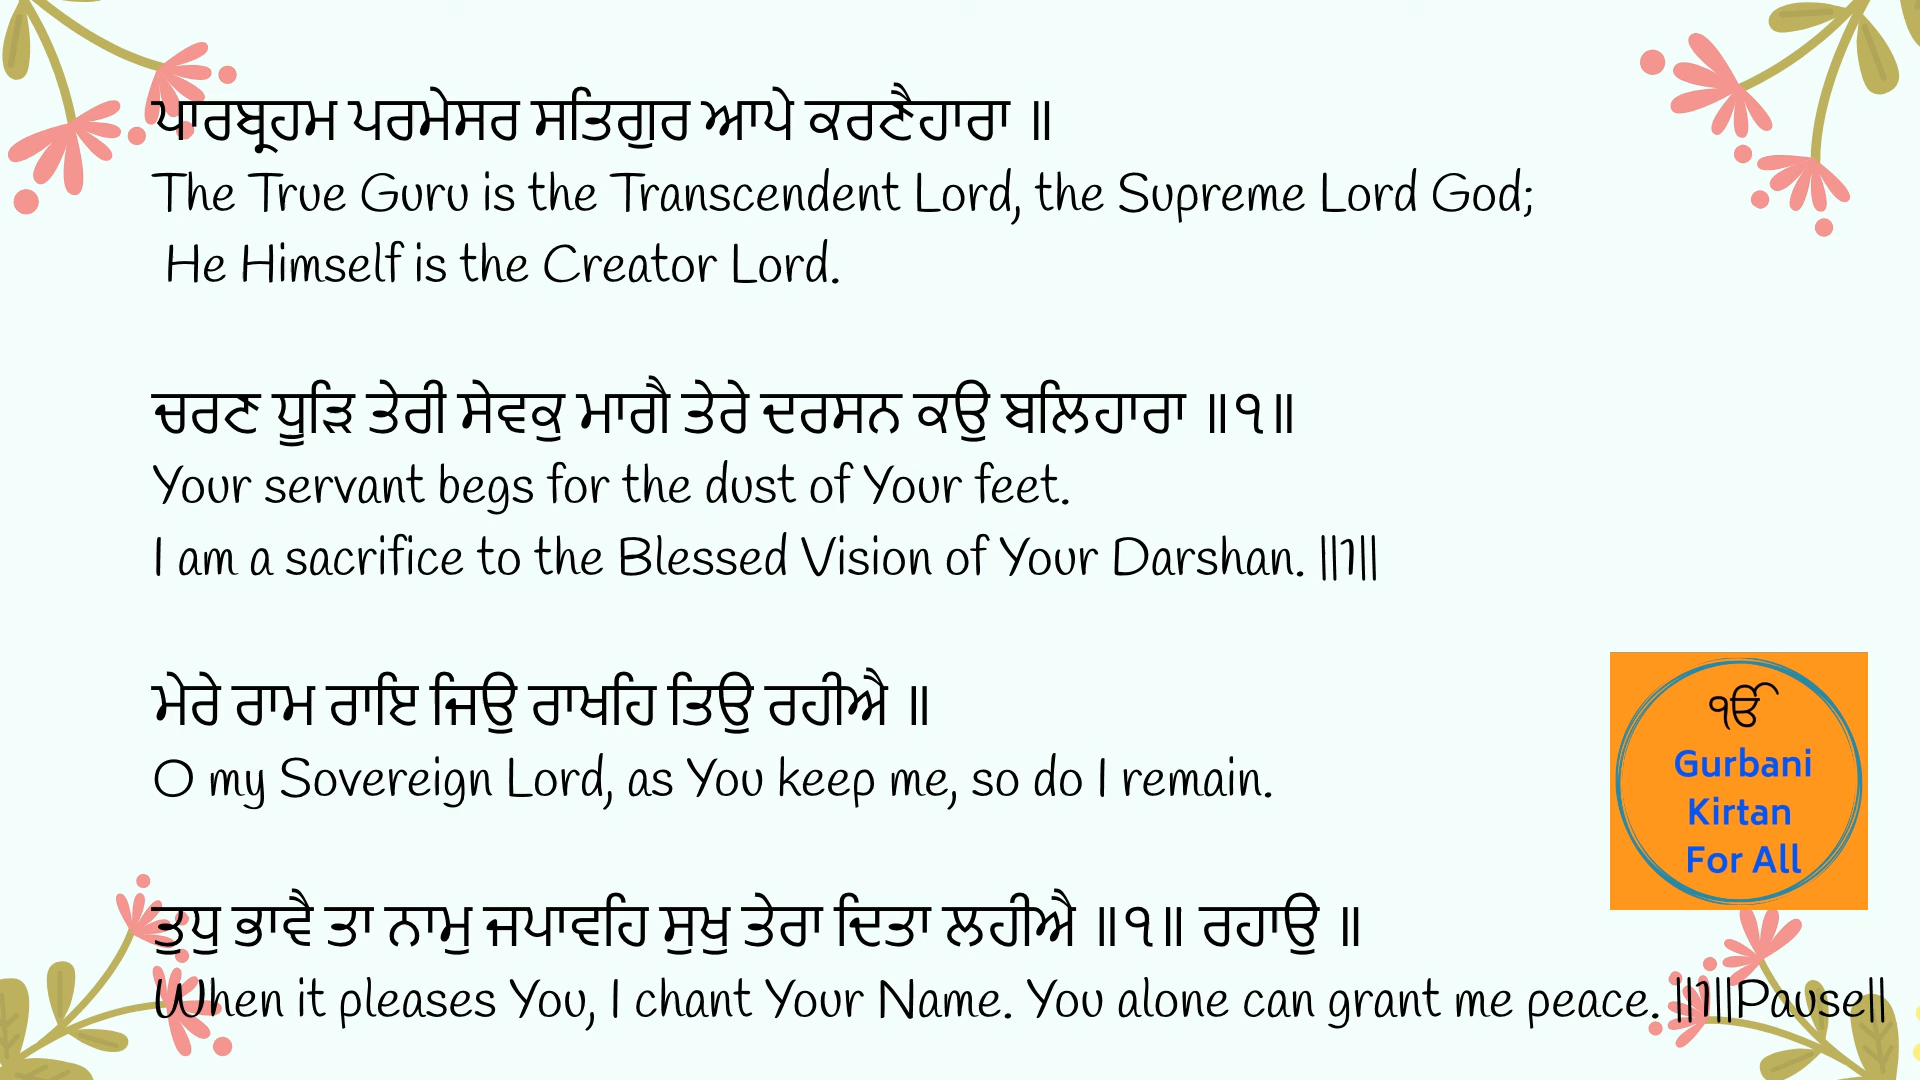 ਪਾਰਬ੍ਰਹਮ ਪਰਮੇਸਰ ਸਤਿਗੁਰ ਆਪੇ ਕਰਣੈਹਾਰਾ ॥
The True Guru is the Transcendent Lord, the Supreme Lord God;
He Himself is the Creator Lord.
ਚਰਣ ਧੂੜਿ ਤੇਰੀ ਸੇਵਕੁ ਮਾਗੈ ਤੇਰੇ ਦਰਸਨ ਕਉ ਬਲਿਹਾਰਾ ॥੧॥
Your servant begs for the dust of Your feet.
I am a sacrifice to the Blessed Vision of Your Darshan. ||1||
ਮੇਰੇ ਰਾਮ ਰਾਇ ਜਿਉ ਰਾਖਹਿ ਤਿਉ ਰਹੀਐ ॥
O my Sovereign Lord, as You keep me, so do I remain.
ਤੁਧੁ ਭਾਵੈ ਤਾ ਨਾਮੁ ਜਪਾਵਹਿ ਸੁਖੁ ਤੇਰਾ ਦਿਤਾ ਲਹੀਐ ॥੧॥ ਰਹਾਉ ॥
When it pleases You, I chant Your Name. You alone can grant me peace. ||1||Pause||
ੴ
Gurbani
Kirtan
For All